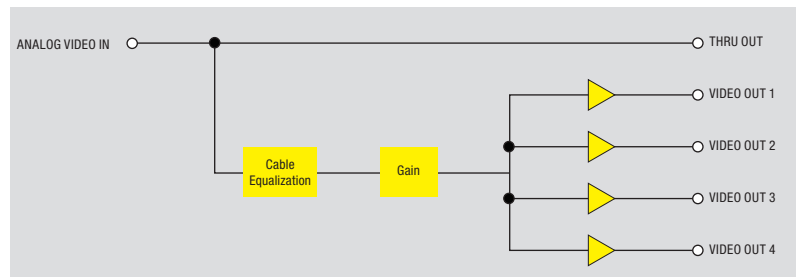 ANALOG VIDEO IN
THRU OUT
VIDEO OUT 1
VIDEO OUT 2
Cable
Equalization
Gain
VIDEO OUT 3
VIDEO OUT 4